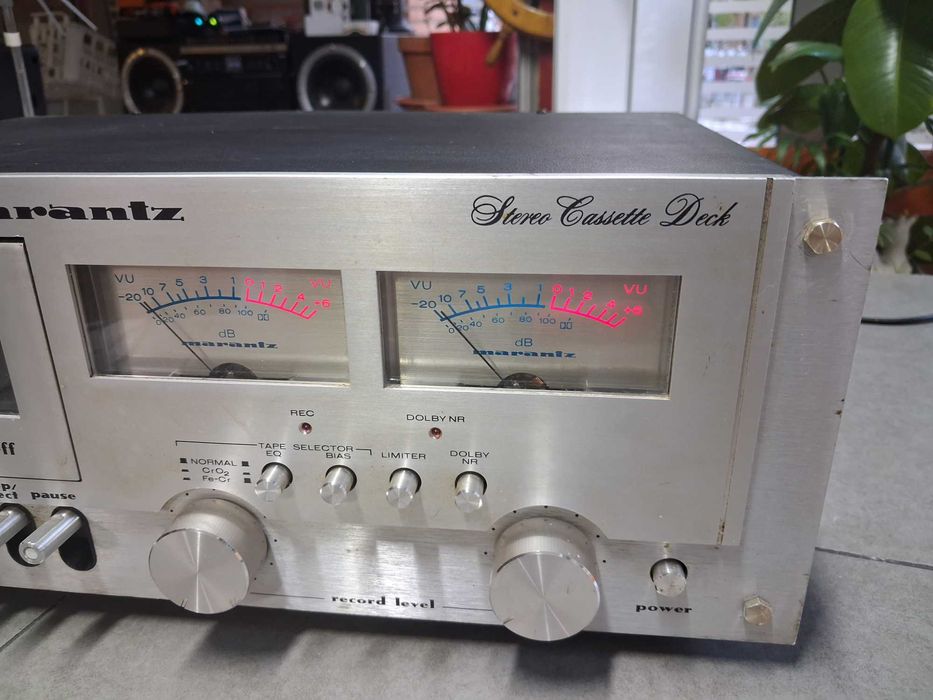 arantz
Stereo Cassette Deck
VU VU
-20 10 7 5 3 1 0 1 2 4 +6
0 20 40 60 80 100
dB
marantz
VU VU
-20 10 7 5 3 1 0 1 2 4 +6
0 20 40 60 80 100
dB
marantz
ff
REC
DOLBY NR
TAPE SELECTOR
EQ BIAS
LIMITER
DOLBY
NR
NORMAL
CrO2
Fe-Cr
p/
ect
pause
record level
power